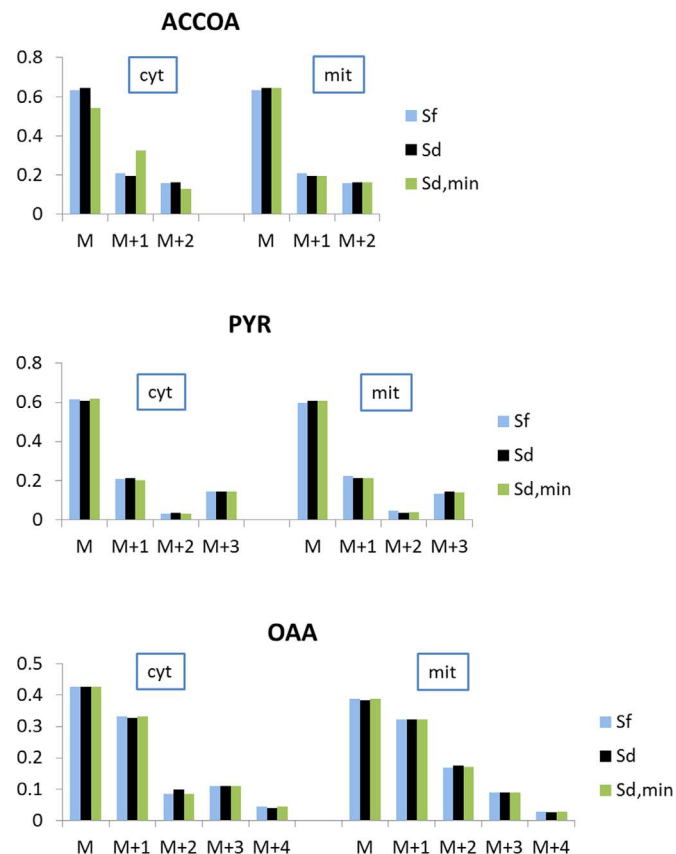 ACCOA
0.8
0.6
0.4
0.2
0
cyt
mit
M M+1 M+2 M M+1 M+2
Sf
Sd
Sd,min
PYR
0.8
0.6
0.4
0.2
0
cyt
mit
M M+1 M+2 M+3 M M+1 M+2 M+3
Sf
Sd
Sd,min
OAA
0.5
0.4
0.3
0.2
0.1
0
cyt
mit
M M+1 M+2 M+3 M+4 M M+1 M+2 M+3 M+4
Sf
Sd
Sd,min